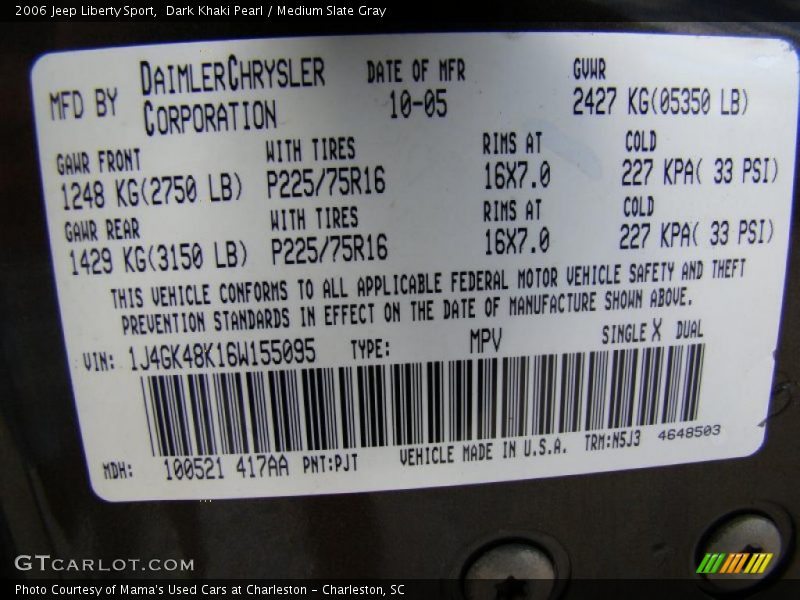 2006 Jeep Liberty Sport,  Dark Khaki Pearl / Medium Slate Gray
MFD BY DAIMLERCHRYSLER CORPORATION DATE OF MFR 10-05 GVWR 2427 KG(05350 LB)
GAWR FRONT WITH TIRES RIMS AT COLD
1248 KG(2750 LB) P225/75R16 16X7.0 227 KPA( 33 PSI)
GAWR REAR WITH TIRES RIMS AT COLD
1429 KG(3150 LB) P225/75R16 16X7.0 227 KPA( 33 PSI)
THIS VEHICLE CONFORMS TO ALL APPLICABLE FEDERAL MOTOR VEHICLE SAFETY AND THEFT
PREVENTION STANDARDS IN EFFECT ON THE DATE OF MANUFACTURE SHOWN ABOVE.
VIN: 1J4GK48K16W155095 TYPE: MPV SINGLE X DUAL
MDH: 100521 417AA PNT:PJT VEHICLE MADE IN U.S.A. TRM:N5J3 4648503
GTCARLOT.COM
Photo Courtesy of Mama's Used Cars at Charleston - Charleston, SC